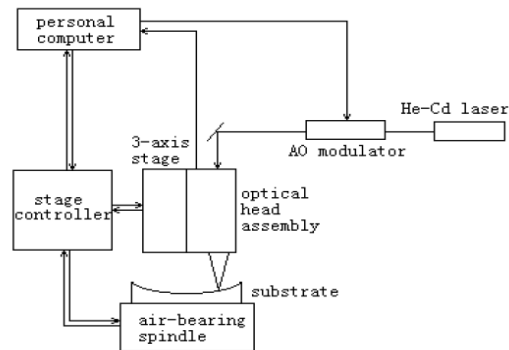 personal
computer
He-Cd laser
3-axis
stage
AO modulator
stage
controller
optical
head
assembly
substrate
air-bearing
spindle